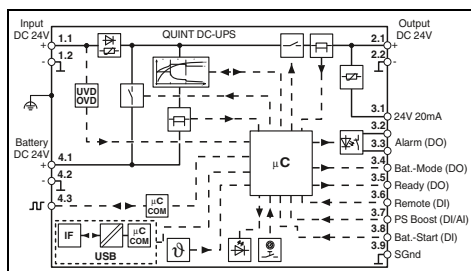 Input
DC 24V
QUINT DC-UPS
Output
DC 24V
1.1
+
1.2
-
2.1
+
2.2
-
UVD
OVD
3.1
24V 20mA
3.2
3.3
Alarm (DO)
Battery
DC 24V
4.1
+
4.2
-
4.3
µC
3.4
Bat.-Mode (DO)
3.5
Ready (DO)
3.6
Remote (DI)
3.7
PS Boost (DI/AI)
3.8
Bat.-Start (DI)
3.9
SGnd
µC
COM
IF
µC
COM
USB
ϑ